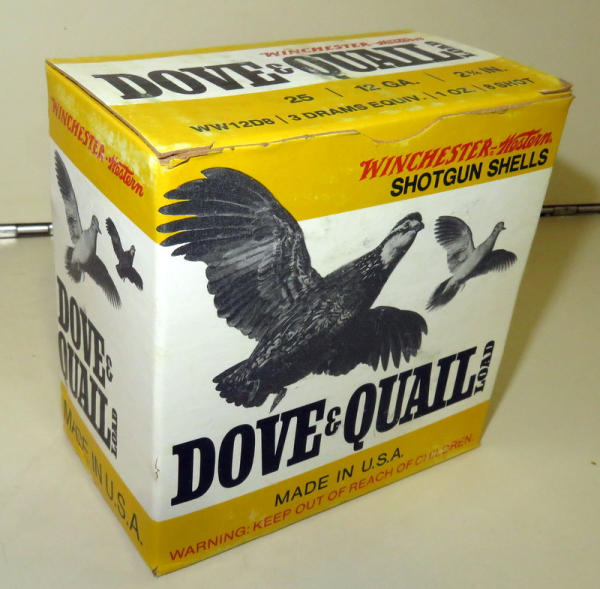 WINCHESTER-Western
DOVE & QUAIL LOAD
25 | 12 GA. | 2¾ IN.
WW12D8 | 3 DRAMS EQUIV. | 1 OZ | 8 SHOT
WINCHESTER-Western
DOVE &
QUAIL LOAD
MADE IN U.S.A.
WINCHESTER-Western
SHOTGUN SHELLS
DOVE & QUAIL LOAD
MADE IN U.S.A.
WARNING: KEEP OUT OF REACH OF CHILDREN.